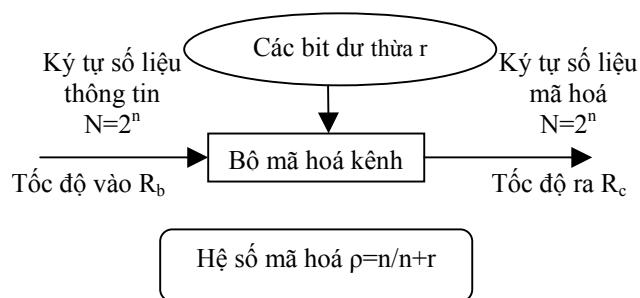 Các bit dư thừa r
Ký tự số liệu
thông tin
N=2ⁿ
Ký tự số liệu
mã hoá
N=2ⁿ
Bộ mã hoá kênh
Tốc độ vào R_b
Tốc độ ra R_c
Hệ số mã hoá ρ=n/n+r